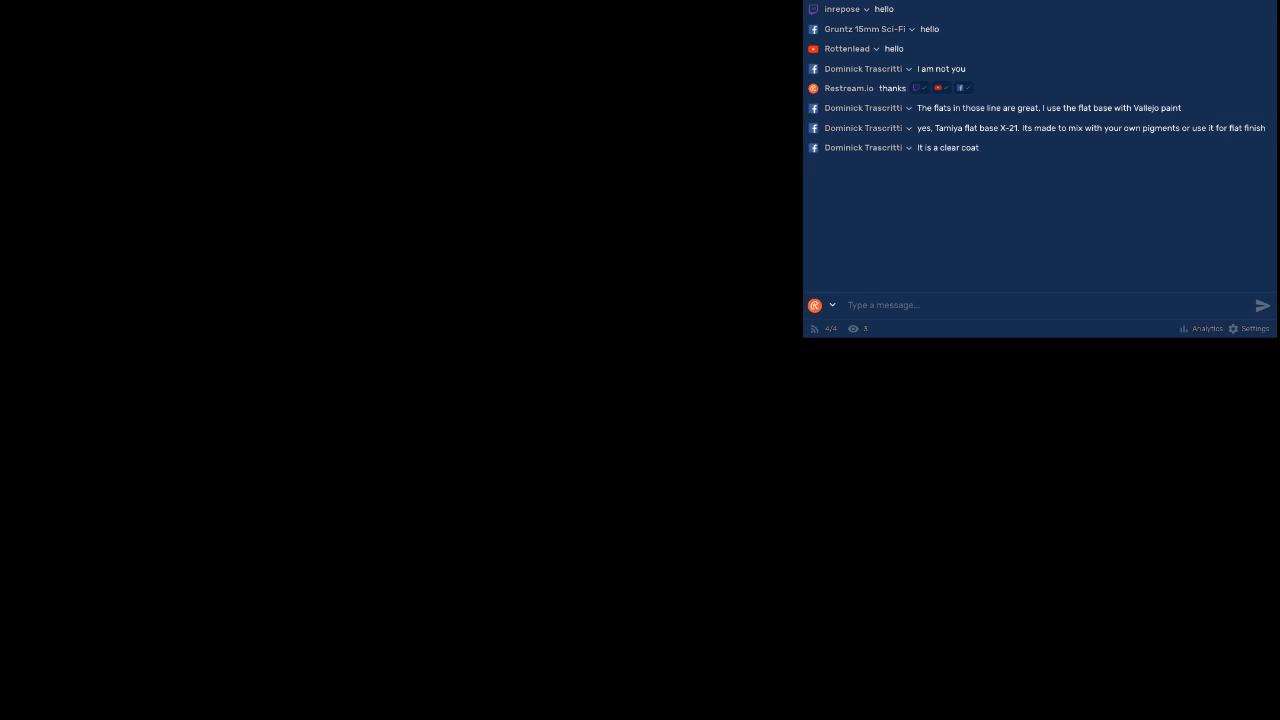 inrepose hello
Gruntz 15mm Sci-Fi hello
Rottenlead hello
Dominick Trascritti I am not you
Restream.io thanks
Dominick Trascritti The flats in those line are great, I use the flat base with Vallejo paint
Dominick Trascritti yes, Tamiya flat base X-21. Its made to mix with your own pigments or use it for flat finish
Dominick Trascritti It is a clear coat
Type a message...
4/4 3 Analytics Settings